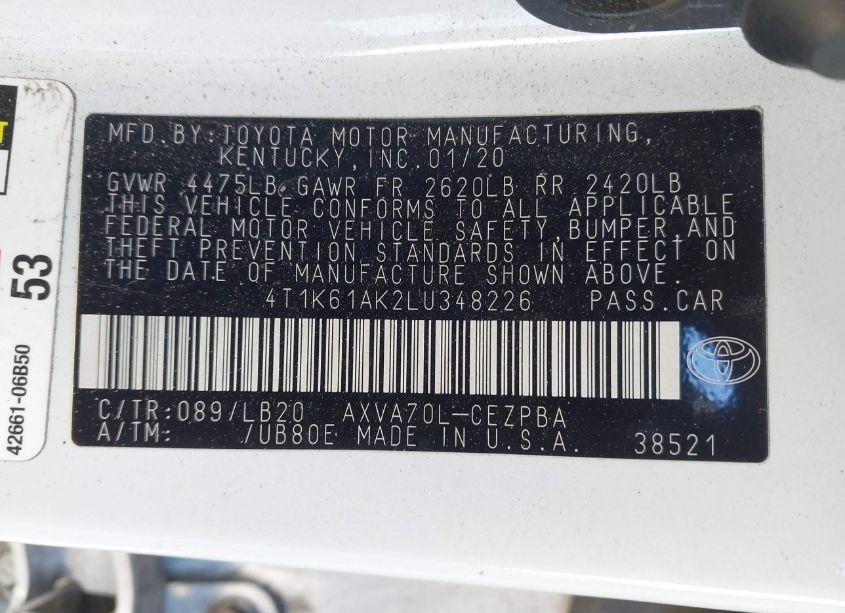 MFD.BY:TOYOTA MOTOR MANUFACTURING,
KENTUCKY,INC.01/20
GVWR 4475LB GAWR FR 2620LB RR 2420LB
THIS VEHICLE CONFORMS TO ALL APPLICABLE
FEDERAL MOTOR VEHICLE SAFETY,BUMPER,AND
THEFT PREVENTION STANDARDS IN EFFECT ON
THE DATE OF MANUFACTURE SHOWN ABOVE.
4T1K61AK2LU348226 PASS.CAR
C/TR:089/LB20 AXVA70L-CEZPBA
A/TM: /UB80E MADE IN U.S.A. 38521
53
42661-06B50